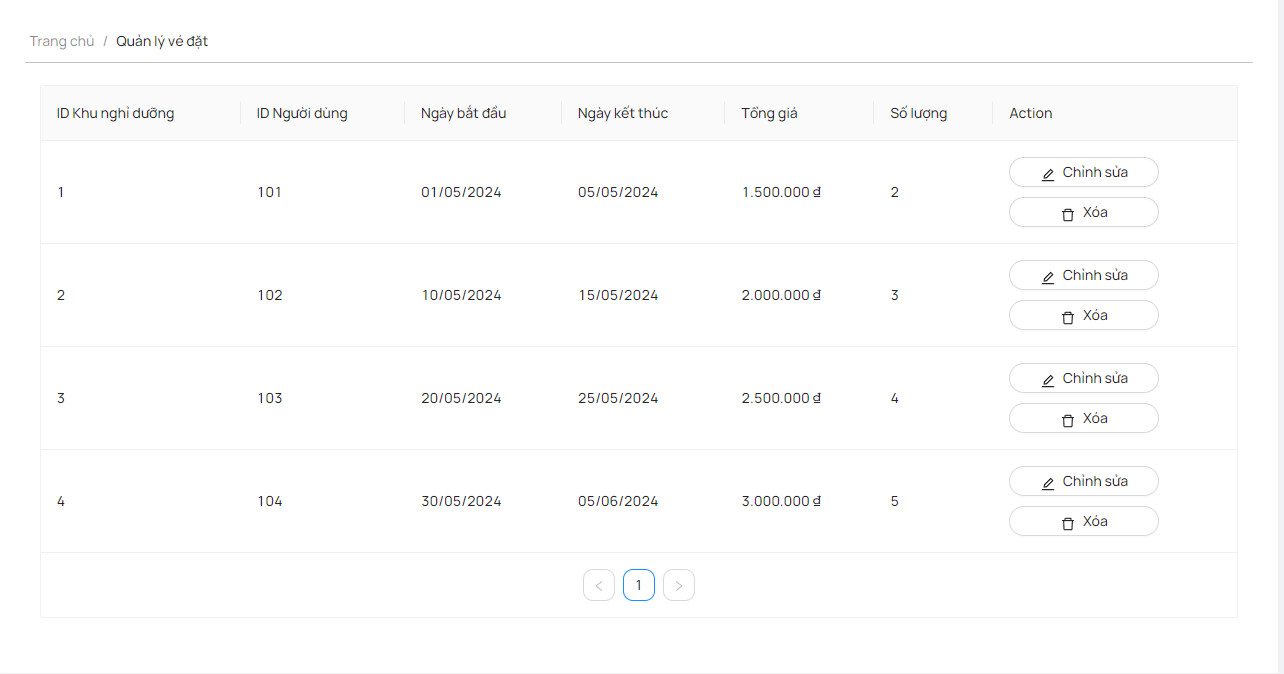 Trang chủ / Quản lý vé đặt
ID Khu nghỉ dưỡng ID Người dùng Ngày bắt đầu Ngày kết thúc Tổng giá Số lượng Action
1 101 01/05/2024 05/05/2024 1.500.000 ₫ 2
Chỉnh sửa
Xóa
2 102 10/05/2024 15/05/2024 2.000.000 ₫ 3
Chỉnh sửa
Xóa
3 103 20/05/2024 25/05/2024 2.500.000 ₫ 4
Chỉnh sửa
Xóa
4 104 30/05/2024 05/06/2024 3.000.000 ₫ 5
Chỉnh sửa
Xóa
< 1 >